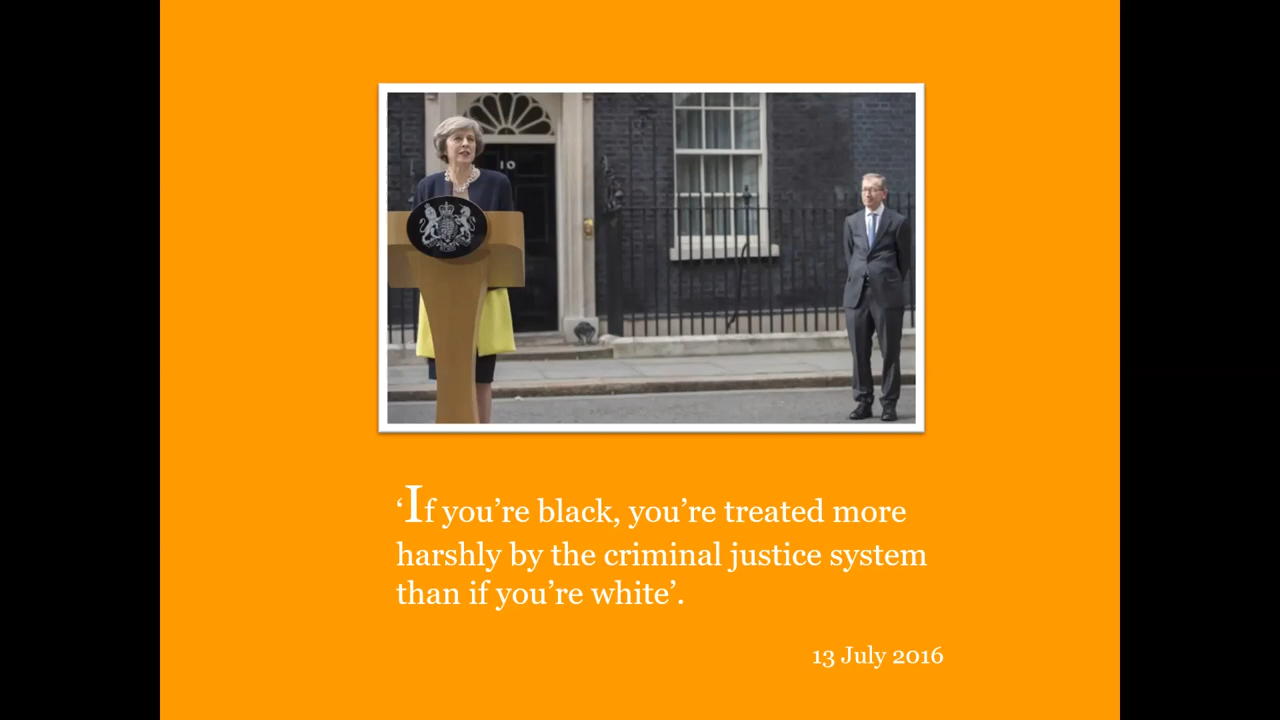 10
‘If you’re black, you’re treated more
harshly by the criminal justice system
than if you’re white’.
13 July 2016